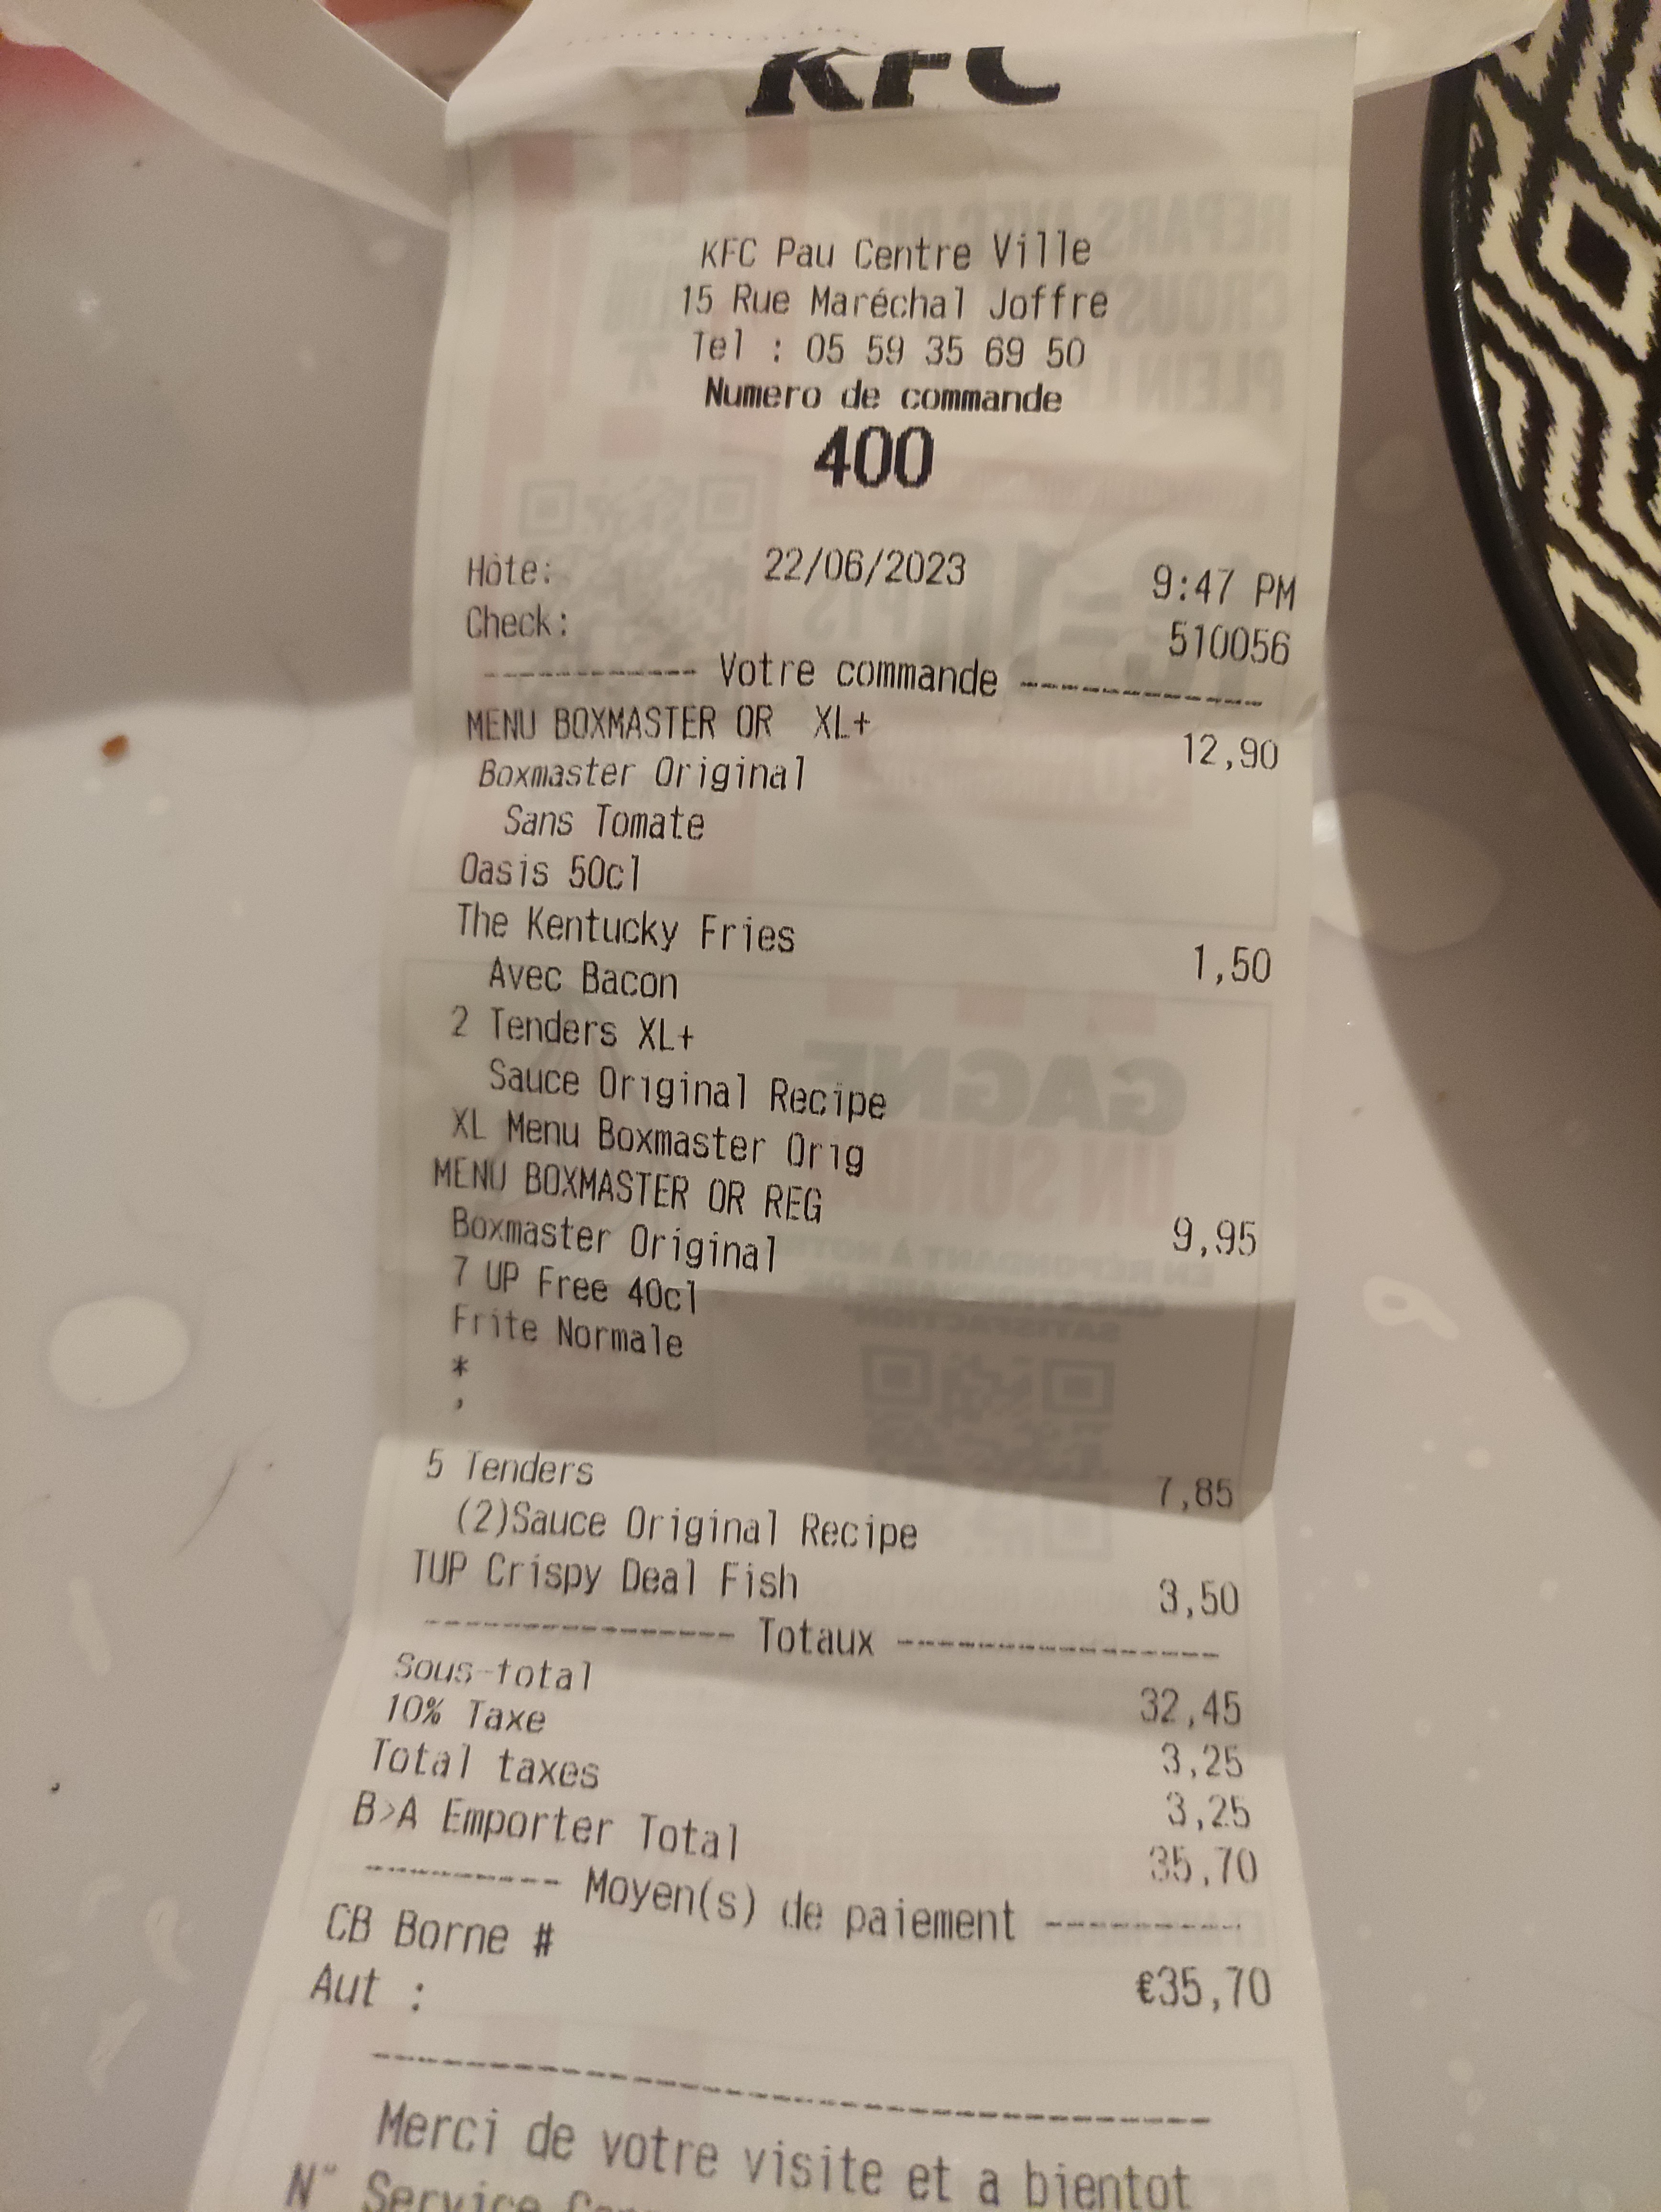 KFC
KFC Pau Centre Ville
15 Rue Maréchal Joffre
Tel : 05 59 35 69 50
Numero de commande
400
Hôte: 22/06/2023 9:47 PM
Check: 510056
------------ Votre commande ------------
MENU BOXMASTER OR XL+ 12,90
Boxmaster Original
Sans Tomate
Oasis 50cl
The Kentucky Fries 1,50
Avec Bacon
2 Tenders XL+
Sauce Original Recipe
XL Menu Boxmaster Orig
MENU BOXMASTER OR REG 9,95
Boxmaster Original
7 UP Free 40cl
Frite Normale
*
,
5 Tenders 7,85
(2)Sauce Original Recipe
TUP Crispy Deal Fish 3,50
---------------- Totaux ----------------
Sous-total 32,45
10% Taxe 3,25
Total taxes 3,25
B>A Emporter Total 35,70
----------- Moyen(s) de paiement -----------
CB Borne # €35,70
Aut :
----------------------------------------
Merci de votre visite et a bientot
N° Service